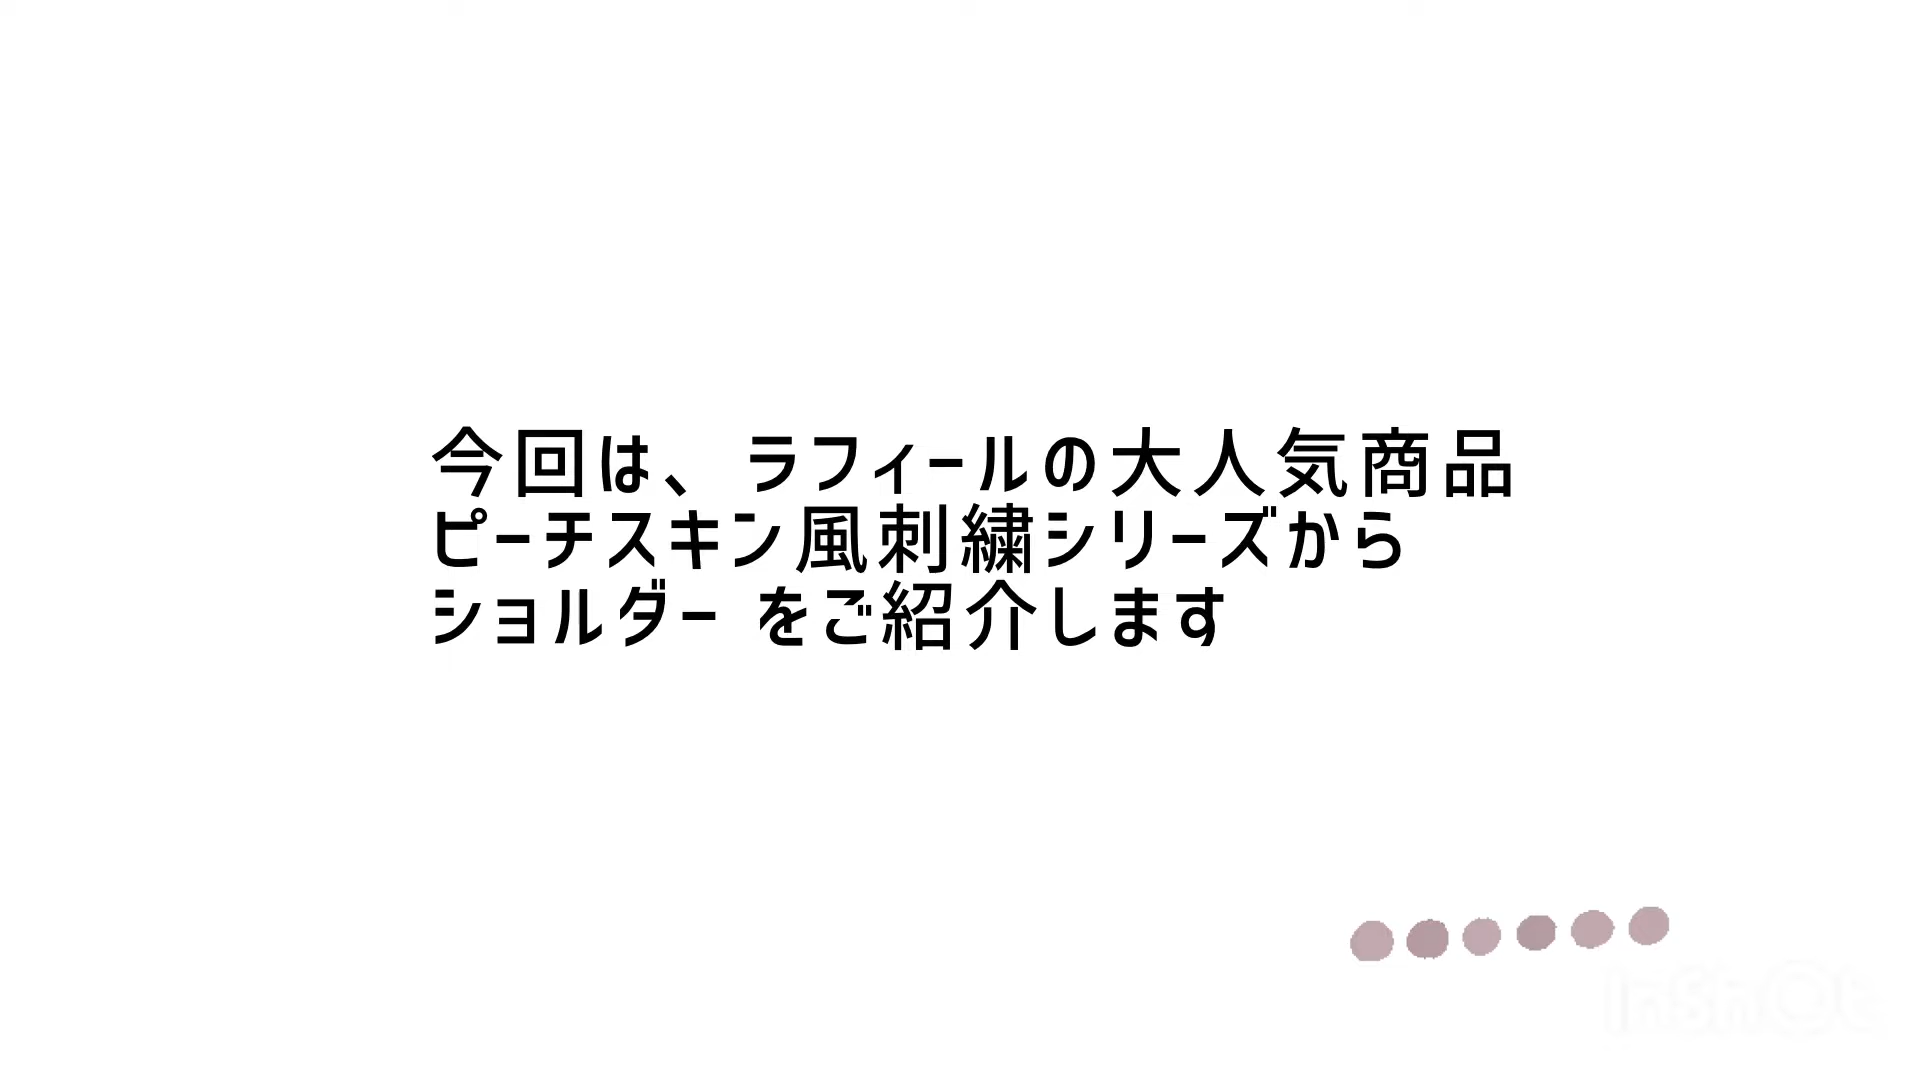 今回は、ラフィールの大人気商品
ピーチスキン風刺繍シリーズから
ショルダー をご紹介します
InShOt